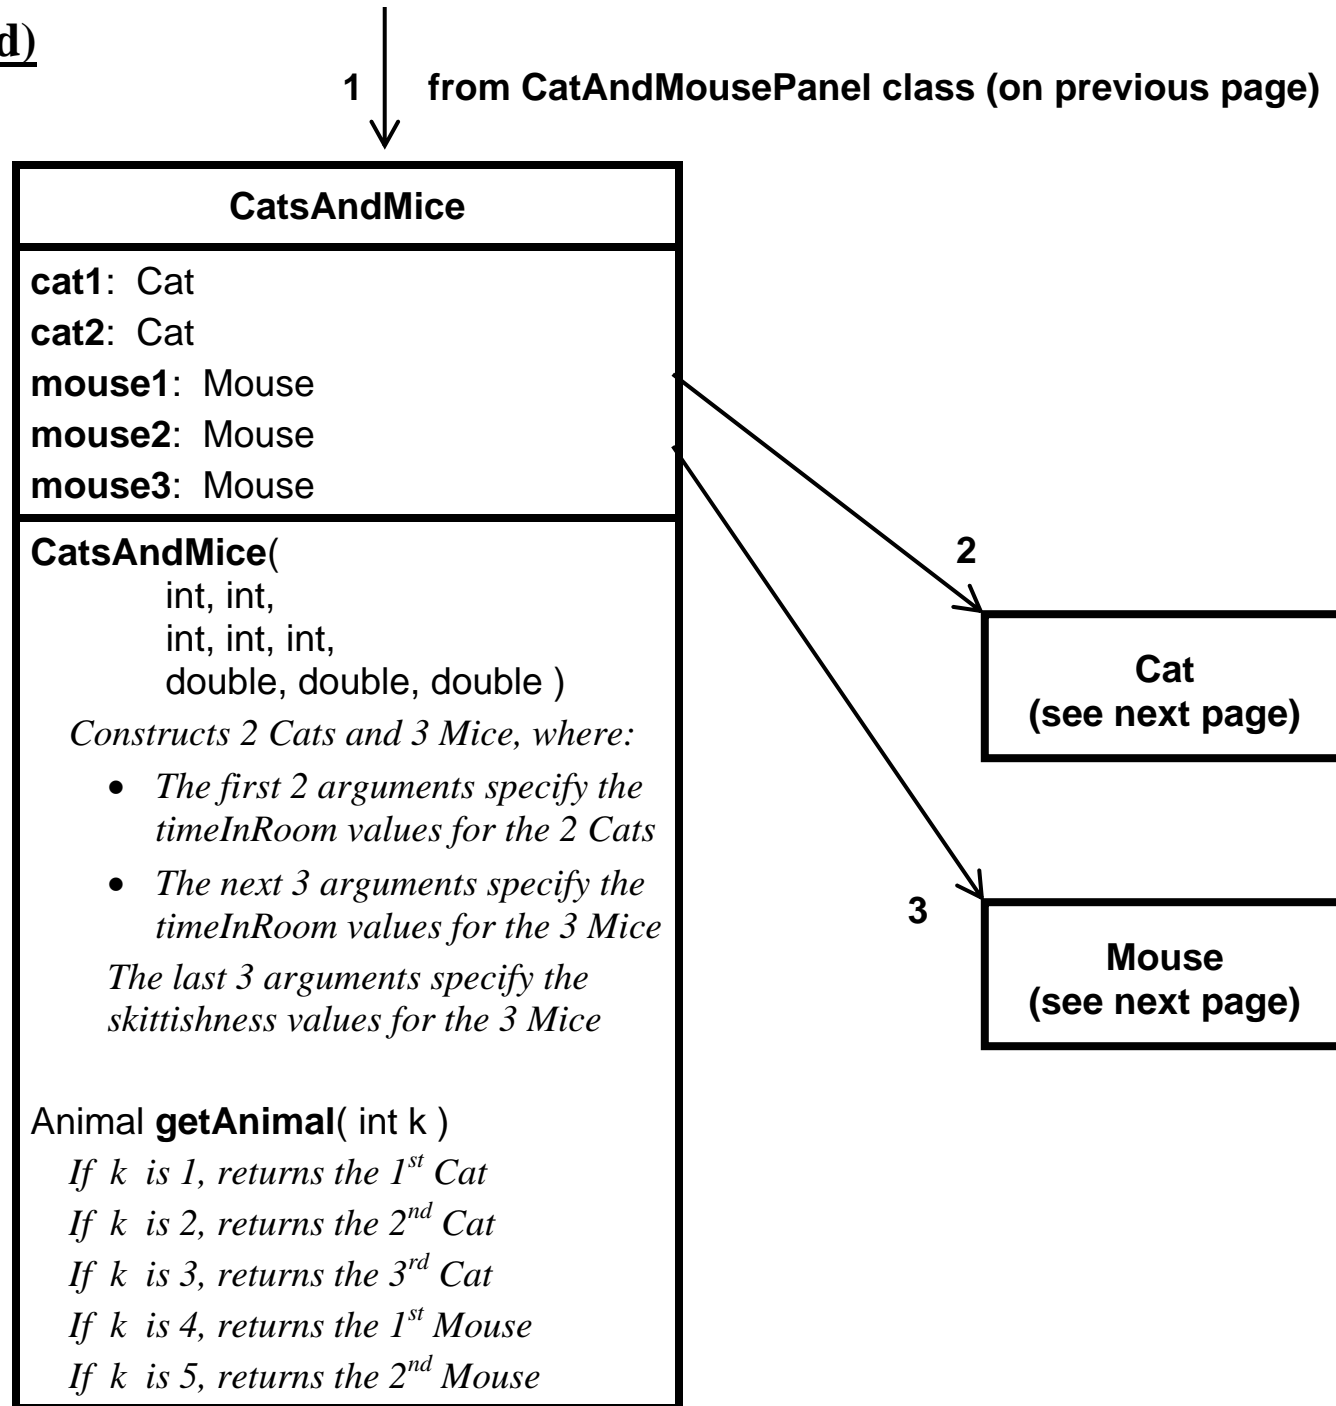 d)
1 from CatAndMousePanel class (on previous page)
CatsAndMice
cat1: Cat
cat2: Cat
mouse1: Mouse
mouse2: Mouse
mouse3: Mouse
CatsAndMice(
int, int,
int, int, int,
double, double, double )
Constructs 2 Cats and 3 Mice, where:
• The first 2 arguments specify the
timeInRoom values for the 2 Cats
• The next 3 arguments specify the
timeInRoom values for the 3 Mice
The last 3 arguments specify the
skittishness values for the 3 Mice
Animal getAnimal( int k )
If k is 1, returns the 1st Cat
If k is 2, returns the 2nd Cat
If k is 3, returns the 3rd Cat
If k is 4, returns the 1st Mouse
If k is 5, returns the 2nd Mouse
2
Cat
(see next page)
3
Mouse
(see next page)